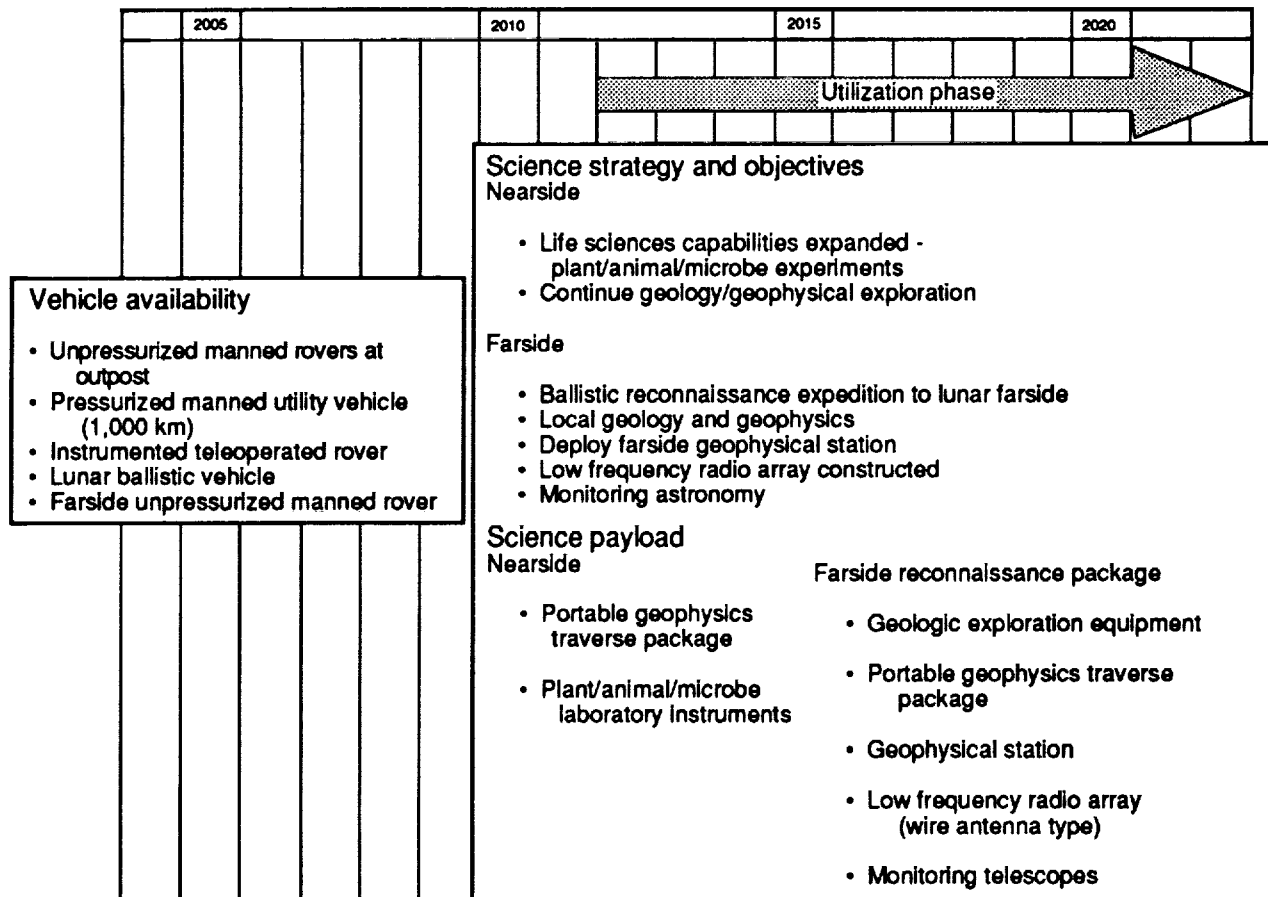 2005
2010
2015
2020
Utilization phase
Science strategy and objectives
Nearside
• Life sciences capabilities expanded -
plant/animal/microbe experiments
• Continue geology/geophysical exploration
Farside
• Ballistic reconnaissance expedition to lunar farside
• Local geology and geophysics
• Deploy farside geophysical station
• Low frequency radio array constructed
• Monitoring astronomy
Vehicle availability
• Unpressurized manned rovers at
outpost
• Pressurized manned utility vehicle
(1,000 km)
• Instrumented teleoperated rover
• Lunar ballistic vehicle
• Farside unpressurized manned rover
Science payload
Nearside
• Portable geophysics
traverse package
• Plant/animal/microbe
laboratory instruments
Farside reconnaissance package
• Geologic exploration equipment
• Portable geophysics traverse
package
• Geophysical station
• Low frequency radio array
(wire antenna type)
• Monitoring telescopes